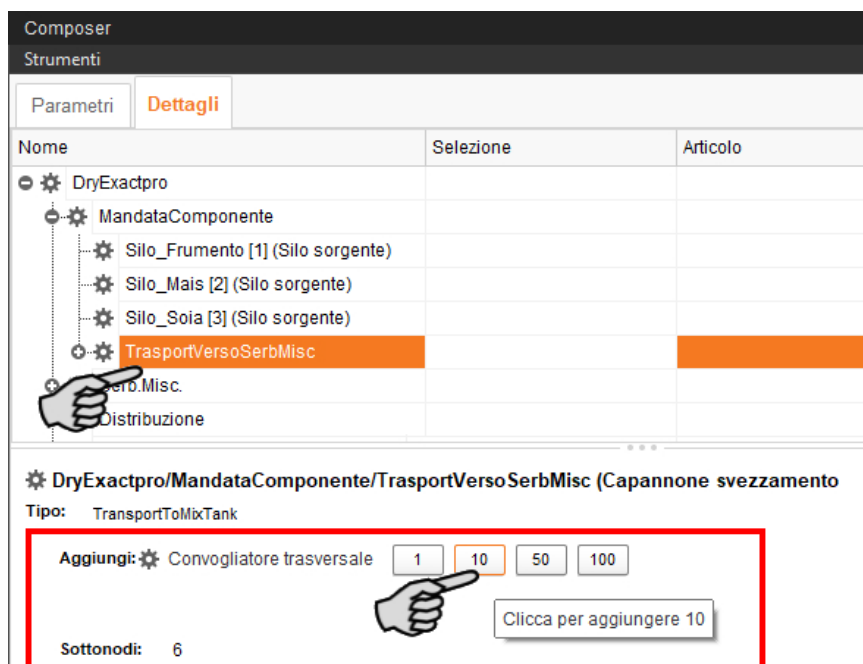 Composer
Strumenti
Parametri Dettagli
Nome Selezione Articolo
DryExactpro
MandataComponente
Silo_Frumento [1] (Silo sorgente)
Silo_Mais [2] (Silo sorgente)
Silo_Soia [3] (Silo sorgente)
TrasportVersoSerbMisc
erb.Misc.
Distribuzione
DryExactpro/MandataComponente/TrasportVersoSerbMisc (Capannone svezzamento
Tipo: TransportToMixTank
Aggiungi: Convogliatore trasversale 1 10 50 100
Clicca per aggiungere 10
Sottonodi: 6